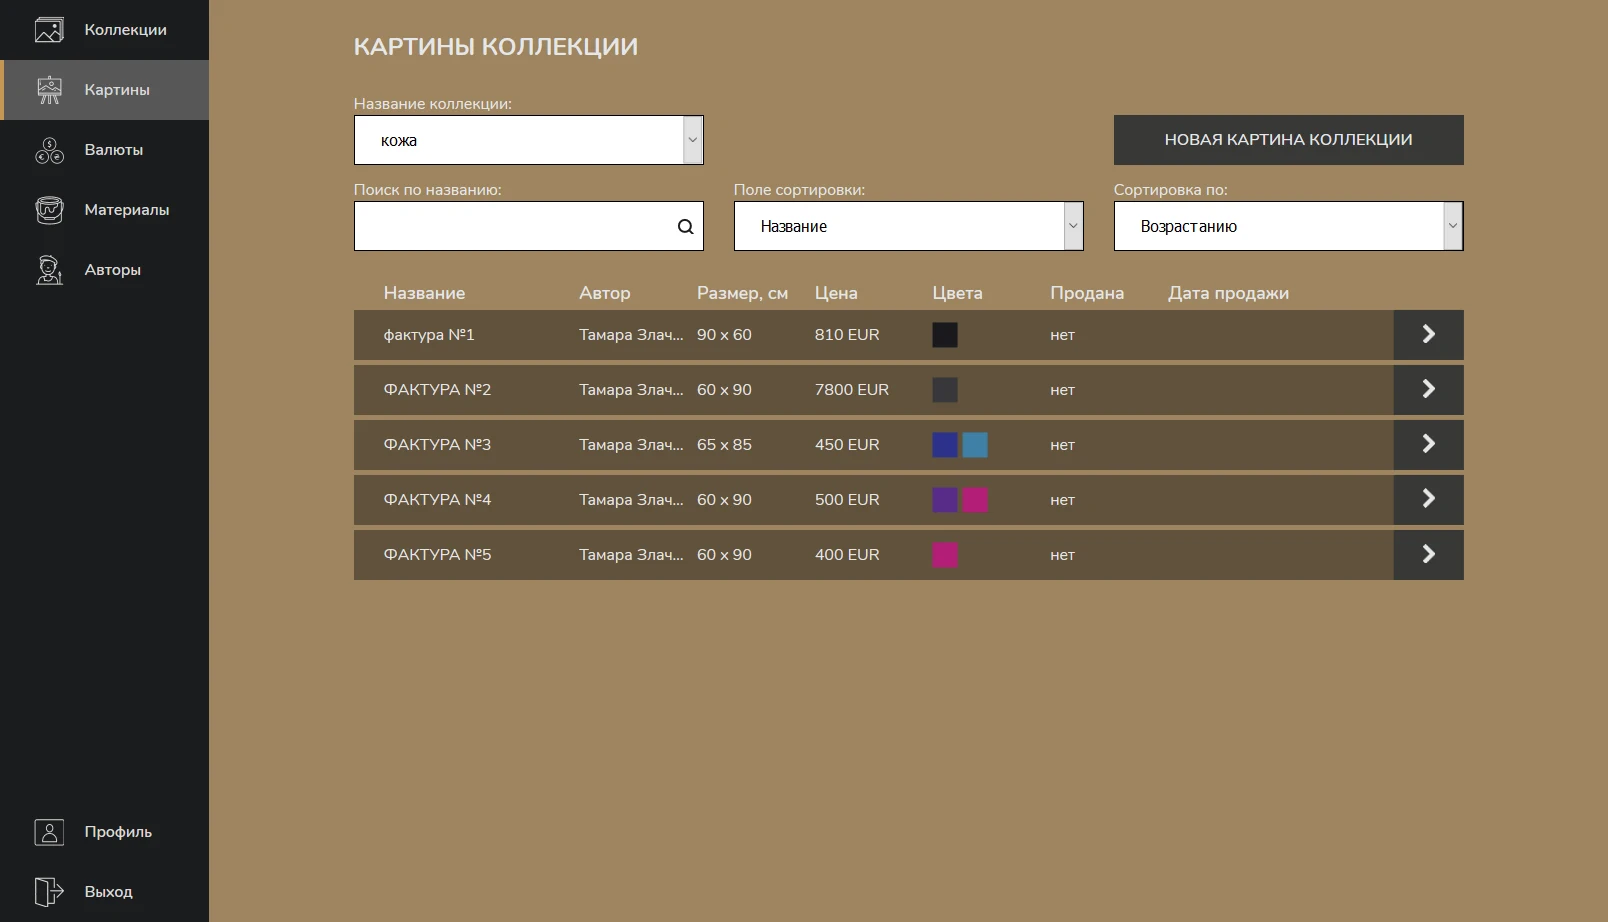 Коллекции
Картины
Валюты
Материалы
Авторы
Профиль
Выход
КАРТИНЫ КОЛЛЕКЦИИ
Название коллекции:
кожа
НОВАЯ КАРТИНА КОЛЛЕКЦИИ
Поиск по названию: Поле сортировки: Сортировка по:
Название Возрастанию
Название Автор Размер, см Цена Цвета Продана Дата продажи
фактура №1 Тамара Злач... 90 x 60 810 EUR нет
ФАКТУРА №2 Тамара Злач... 60 x 90 7800 EUR нет
ФАКТУРА №3 Тамара Злач... 65 x 85 450 EUR нет
ФАКТУРА №4 Тамара Злач... 60 x 90 500 EUR нет
ФАКТУРА №5 Тамара Злач... 60 x 90 400 EUR нет